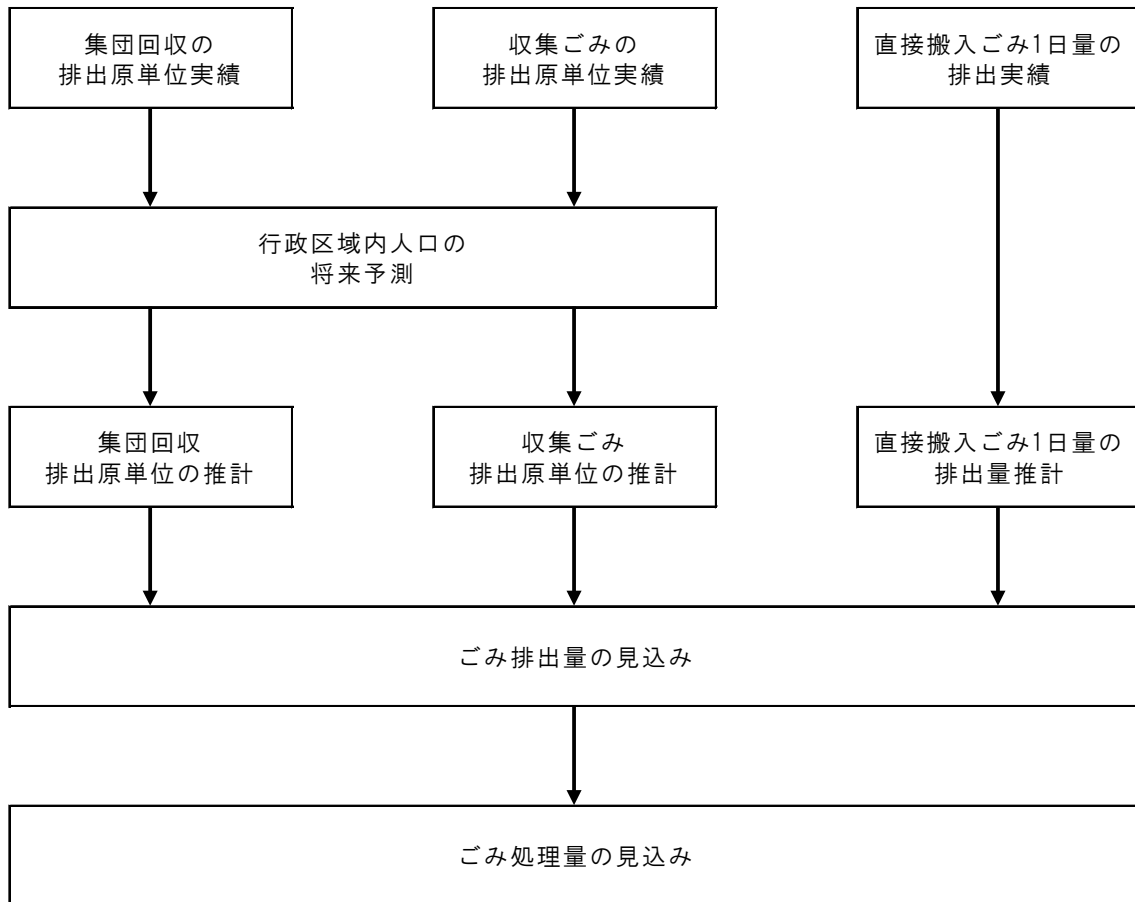 集団回収の
排出原単位実績
収集ごみの
排出原単位実績
直接搬入ごみ1日量の
排出実績
行政区域内人口の
将来予測
集団回収
排出原単位の推計
収集ごみ
排出原単位の推計
直接搬入ごみ1日量の
排出量推計
ごみ排出量の見込み
ごみ処理量の見込み